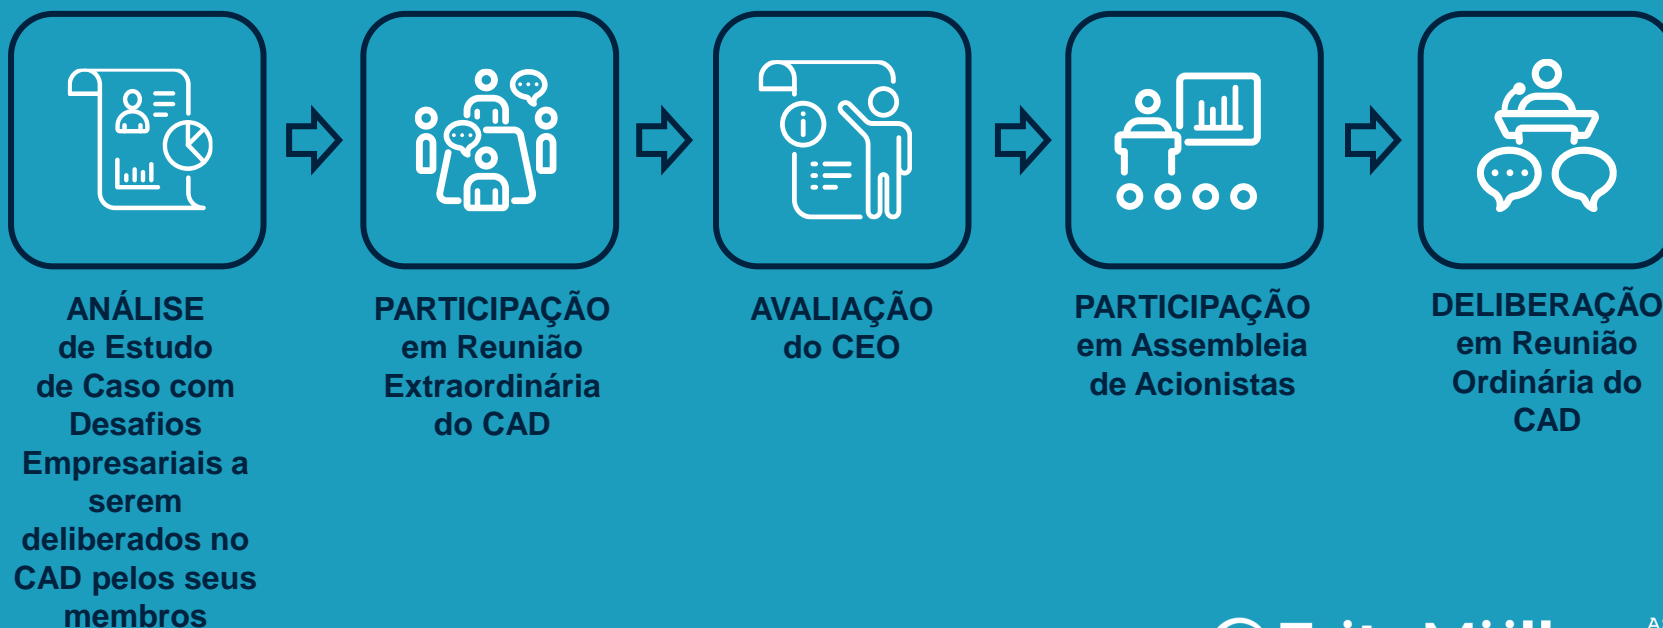 ANÁLISE
de Estudo
de Caso com
Desafios
Empresariais a
serem
deliberados no
CAD pelos seus
membros
PARTICIPAÇÃO
em Reunião
Extraordinária
do CAD
AVALIAÇÃO
do CEO
PARTICIPAÇÃO
em Assembleia
de Acionistas
DELIBERAÇÃO
em Reunião
Ordinária do
CAD